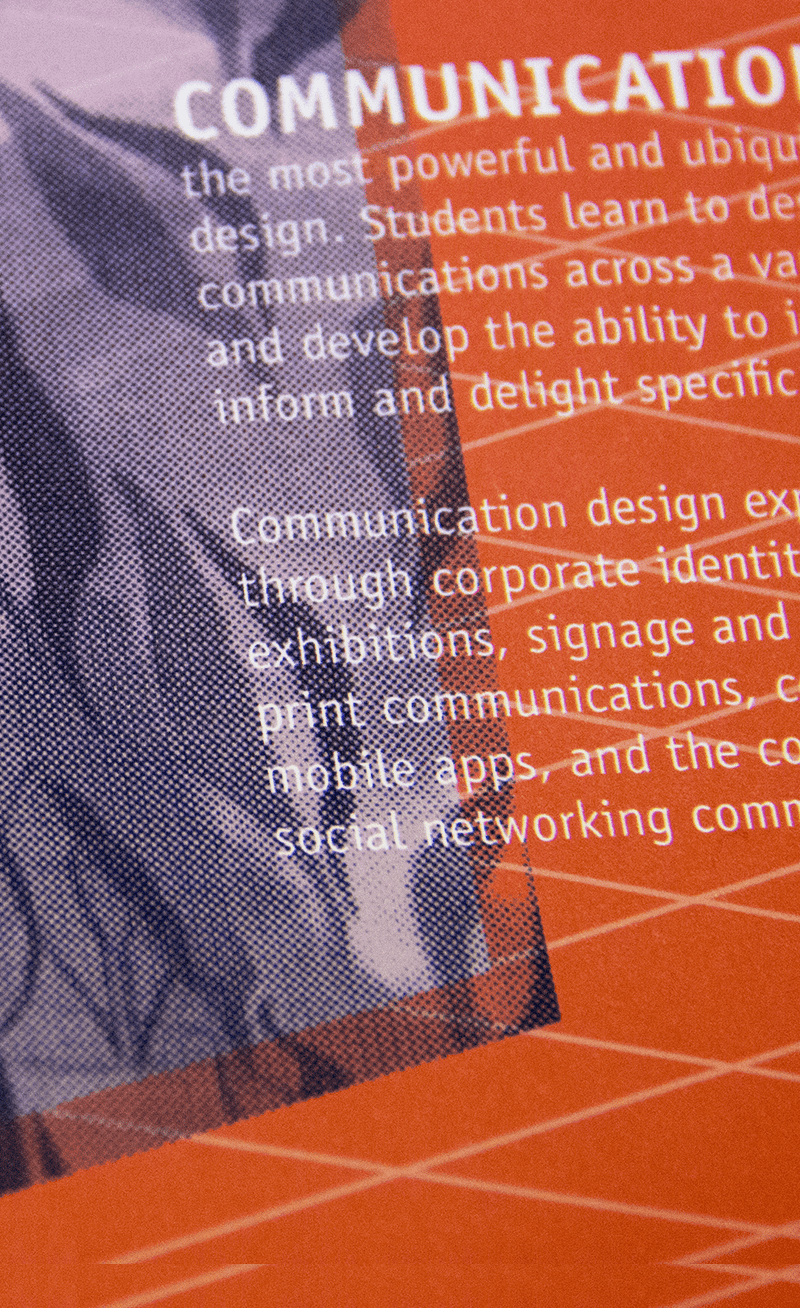 COMMUNICATIO
the most powerful and ubiqu
design. Students learn to de
communications across a va
and develop the ability to i
inform and delight specific
Communication design exp
through corporate identit
exhibitions, signage and
print communications, c
mobile apps, and the co
social networking comm